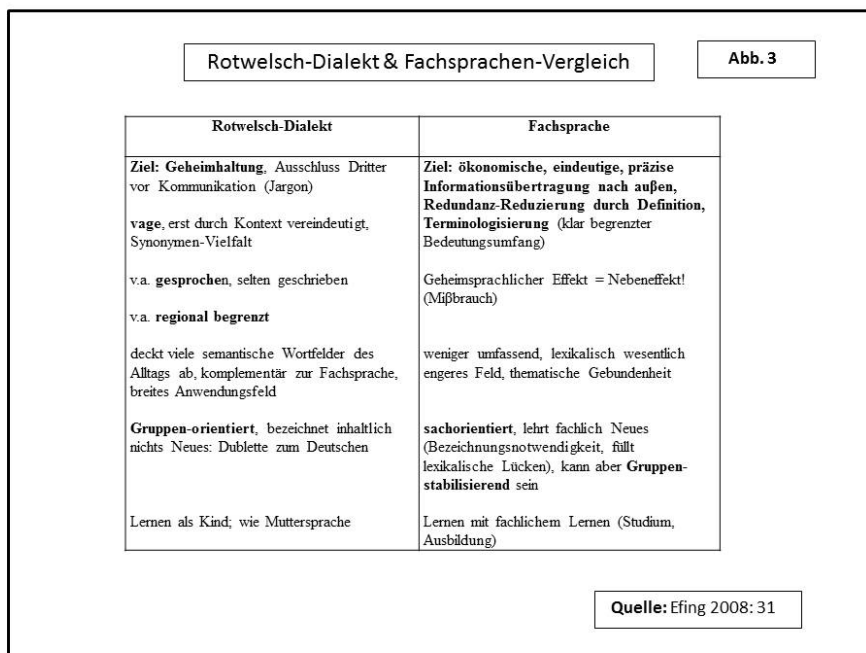 Rotwelsch-Dialekt & Fachsprachen-Vergleich
Abb. 3
Rotwelsch-Dialekt
Fachsprache
Ziel: Geheimhaltung, Ausschluss Dritter
vor Kommunikation (Jargon)
vage, erst durch Kontext vereindeutigt,
Synonymen-Vielfalt
v.a. gesprochen, selten geschrieben
v.a. regional begrenzt
deckt viele semantische Wortfelder des
Alltags ab, komplementär zur Fachsprache,
breites Anwendungsfeld
Gruppen-orientiert, bezeichnet inhaltlich
nichts Neues: Dublette zum Deutschen
Lernen als Kind; wie Muttersprache
Ziel: ökonomische, eindeutige, präzise
Informationsübertragung nach außen,
Redundanz-Reduzierung durch Definition,
Terminologisierung (klar begrenzter
Bedeutungsumfang)
Geheimsprachlicher Effekt = Nebeneffekt!
(Mißbrauch)
weniger umfassend, lexikalisch wesentlich
engeres Feld, thematische Gebundenheit
sachorientiert, lehrt fachlich Neues
(Bezeichnungsnotwendigkeit, füllt
lexikalische Lücken), kann aber Gruppen-
stabilisierend sein
Lernen mit fachlichem Lernen (Studium,
Ausbildung)
Quelle: Efing 2008: 31